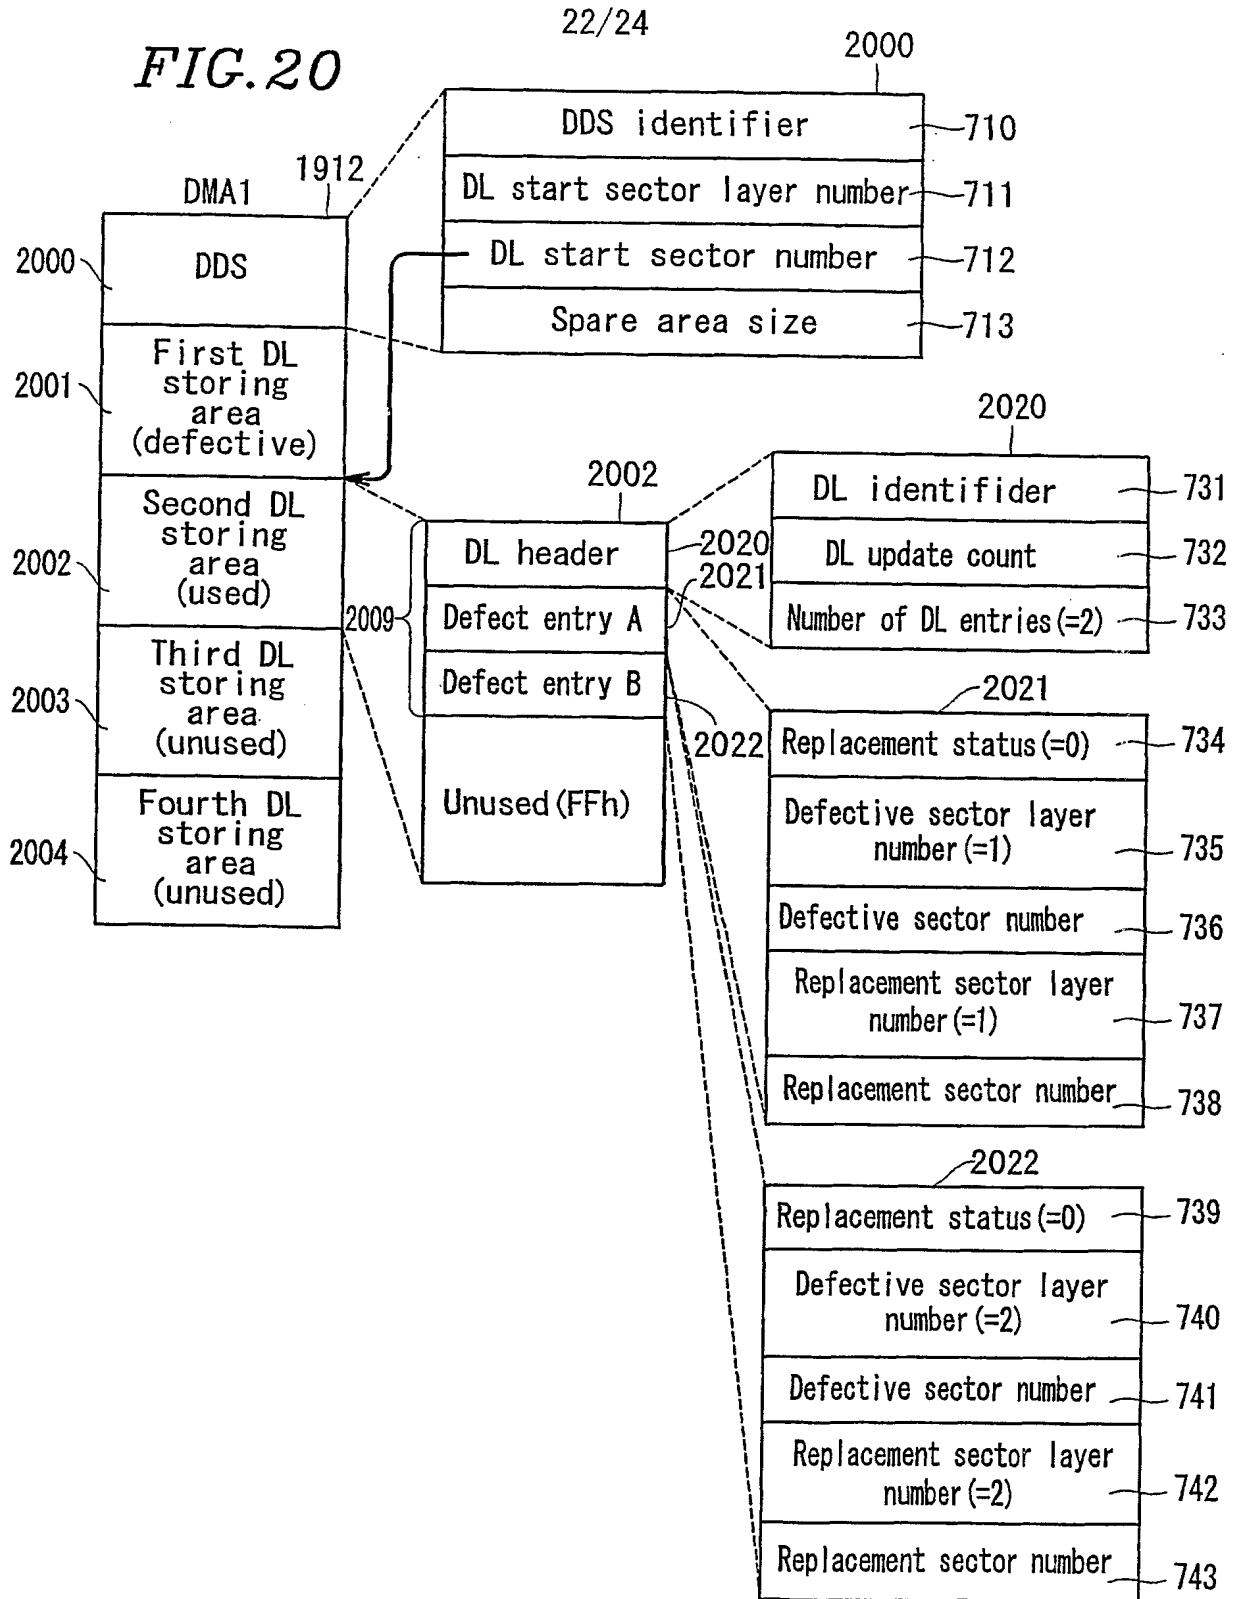 22/24
FIG.20
2000
DDS identifier
710
DL start sector layer number
711
DL start sector number
712
Spare area size
713
DMA1
1912
2000
DDS
2001
First DL
storing
area
(defective)
2002
Second DL
storing
area
(used)
2003
Third DL
storing
area
(unused)
2004
Fourth DL
storing
area
(unused)
2002
2009
DL header
2020
Defect entry A
2021
Defect entry B
2022
Unused(FFh)
2020
DL identifider
731
DL update count
732
Number of DL entries(=2)
733
2021
Replacement status(=0)
734
Defective sector layer
number(=1)
735
Defective sector number
736
Replacement sector layer
number(=1)
737
Replacement sector number
738
2022
Replacement status(=0)
739
Defective sector layer
number(=2)
740
Defective sector number
741
Replacement sector layer
number(=2)
742
Replacement sector number
743